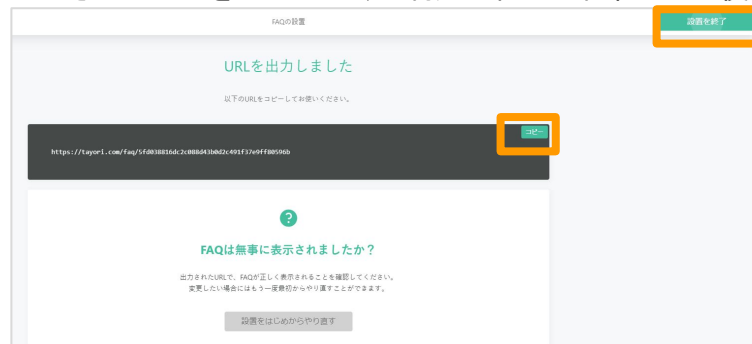 FAQの設置
設置を終了
URLを出力しました
以下のURLをコピーしてお使いください。
コピー
https://tayori.com/faq/5fd038816dc2c088d43b0d2c491f37e9ff80596b
?
FAQは無事に表示されましたか？
出力されたURLで、FAQが正しく表示されることを確認してください。
変更したい場合にはもう一度最初からやり直すことができます。
設置をはじめからやり直す